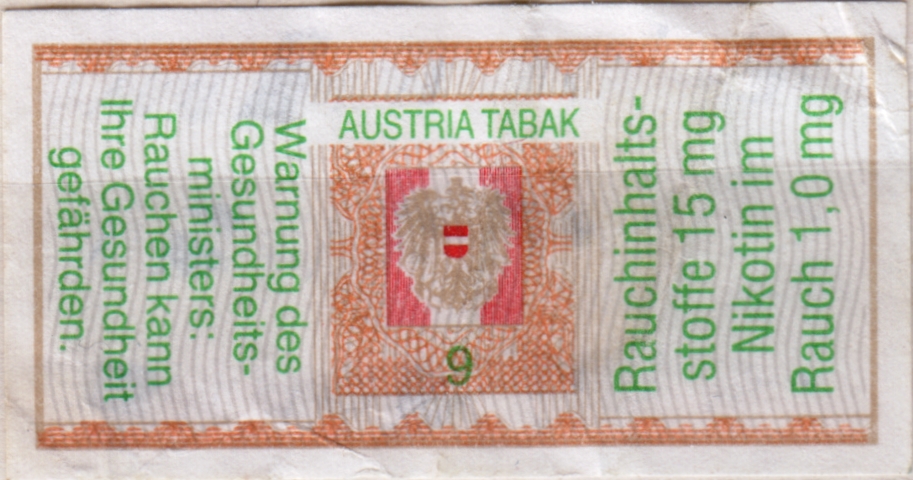 Warnung des
Gesundheits-
ministers:
Rauchen kann
Ihre Gesundheit
gefährden.
AUSTRIA TABAK
9
Rauchinhalts-
stoffe 15 mg
Nikotin im
Rauch 1,0 mg